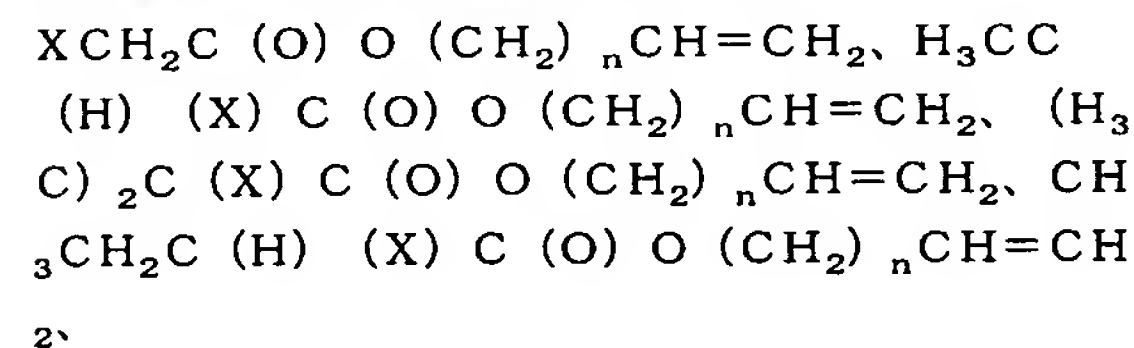 XCH₂C (O) O (CH₂) ₙCH=CH₂、H₃CC
(H) (X) C (O) O (CH₂) ₙCH=CH₂、 (H₃
C) ₂C (X) C (O) O (CH₂) ₙCH=CH₂、CH
₃CH₂C (H) (X) C (O) O (CH₂) ₙCH=CH
₂、